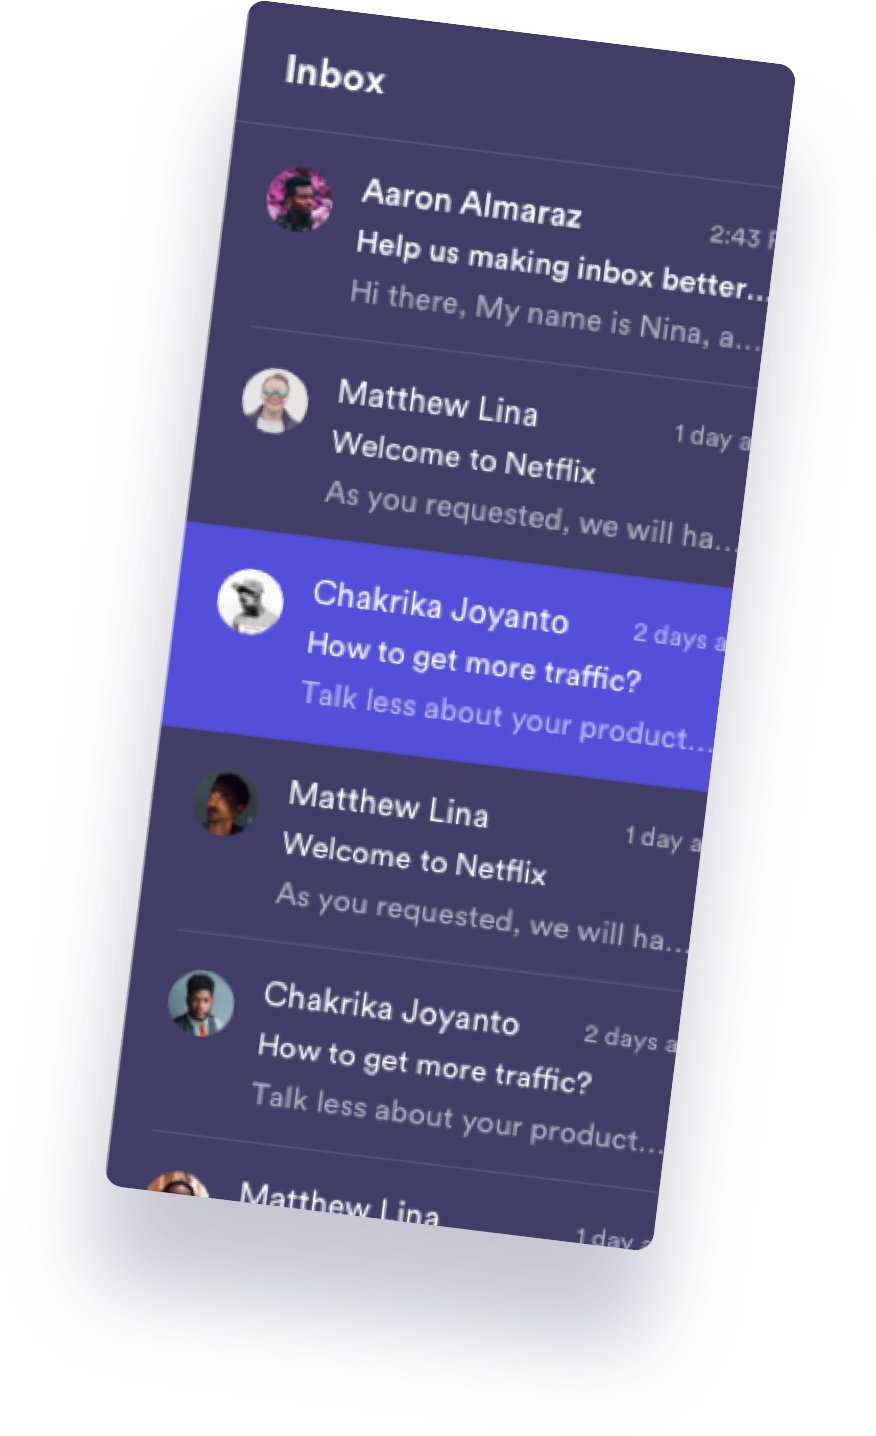 Inbox
Aaron Almaraz
2:43
Help us making inbox better...
Hi there, My name is Nina, a...
Matthew Lina
1 day a
Welcome to Netflix
As you requested, we will ha...
Chakrika Joyanto
2 days a
How to get more traffic?
Talk less about your product...
Matthew Lina
1 day a
Welcome to Netflix
As you requested, we will ha...
Chakrika Joyanto
2 days a
How to get more traffic?
Talk less about your product...
Matthew Lina
1 day a